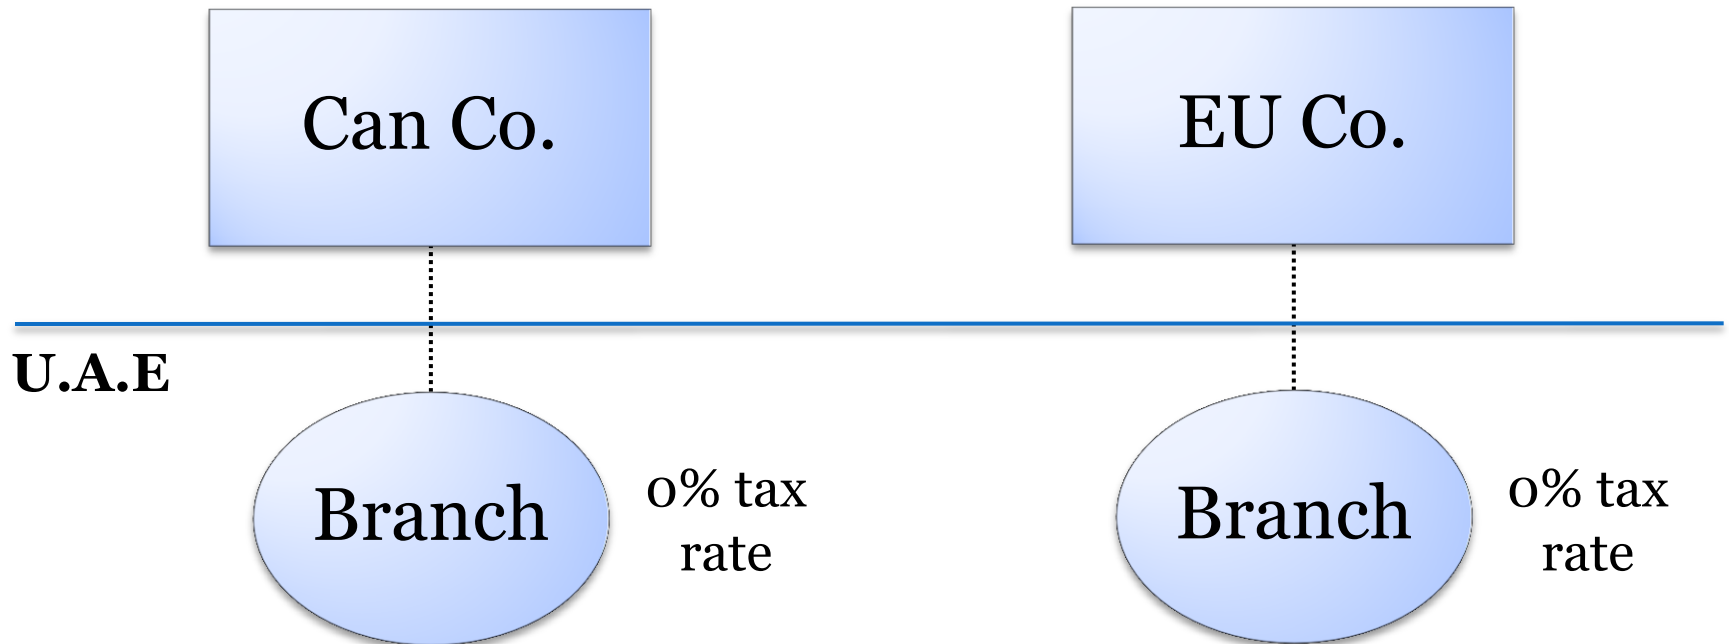 Can Co.
EU Co.
U.A.E
Branch
0% tax
rate
Branch
0% tax
rate